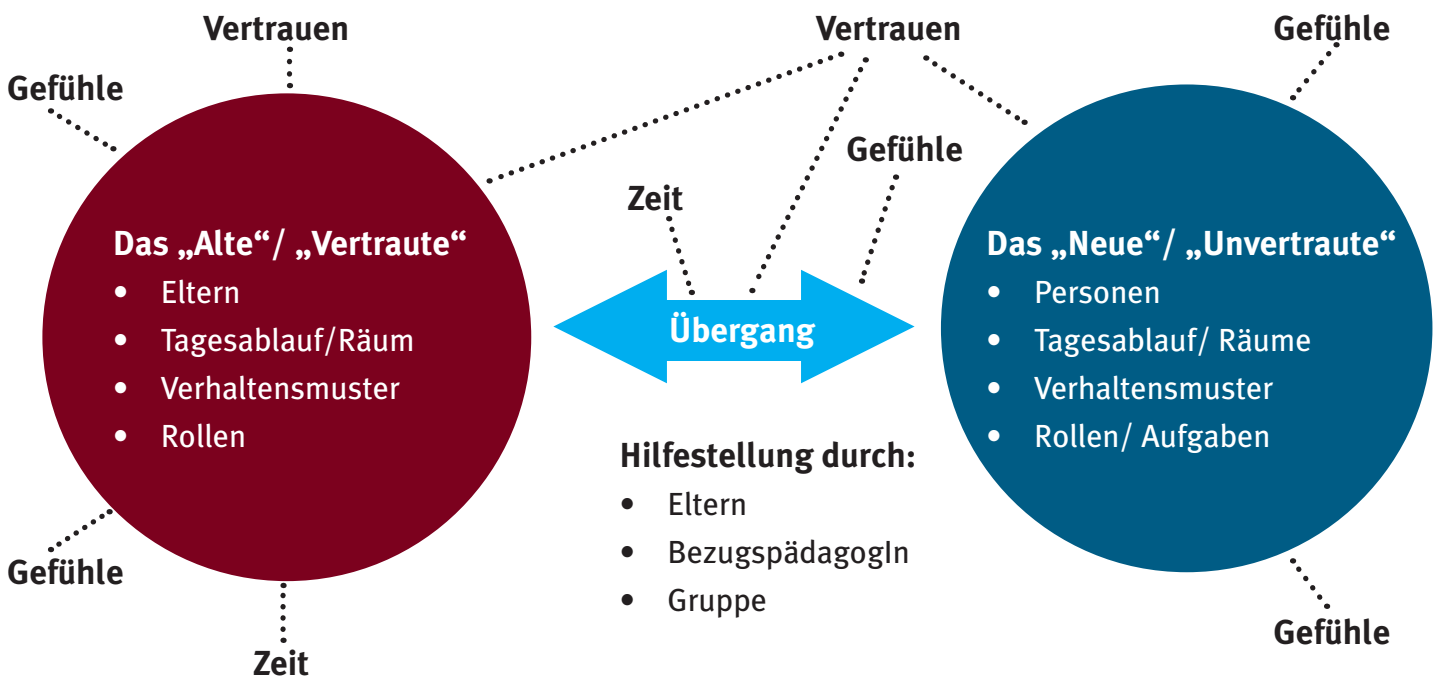 Vertrauen
Gefühle
Das „Alte“/ „Vertraute“
• Eltern
• Tagesablauf/Räum
• Verhaltensmuster
• Rollen
Gefühle
Zeit
Vertrauen
Gefühle
Zeit
Übergang
Hilfestellung durch:
• Eltern
• BezugspädagogIn
• Gruppe
Gefühle
Das „Neue“/ „Unvertraute“
• Personen
• Tagesablauf/ Räume
• Verhaltensmuster
• Rollen/ Aufgaben
Gefühle